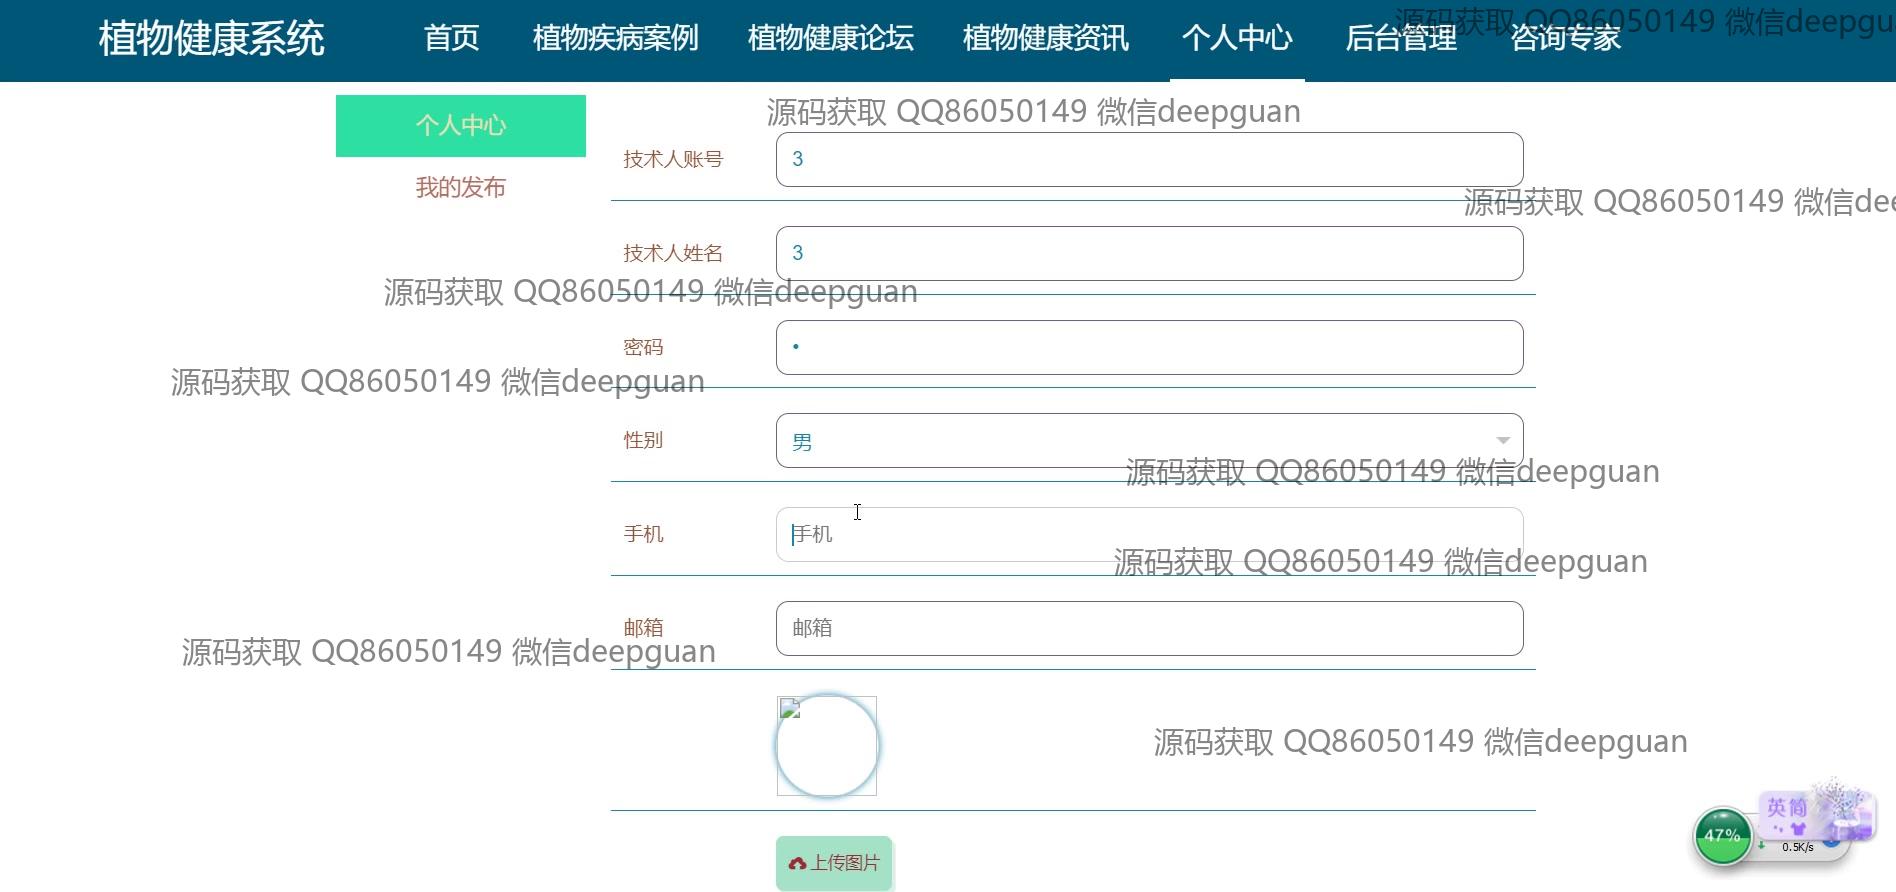 植物健康系统
首页
植物疾病案例
植物健康论坛
植物健康资讯
个人中心
后台管理
咨询专家
源码获取 QQ86050149 微信deepgu
个人中心
我的发布
源码获取 QQ86050149 微信deepguan
技术人账号
3
源码获取 QQ86050149 微信dee
技术人姓名
3
源码获取 QQ86050149 微信deepguan
密码
•
源码获取 QQ86050149 微信deepguan
性别
男
源码获取 QQ86050149 微信deepguan
手机
手机
源码获取 QQ86050149 微信deepguan
邮箱
邮箱
源码获取 QQ86050149 微信deepguan
源码获取 QQ86050149 微信deepguan
上传图片
英简
47%
0.5K/s